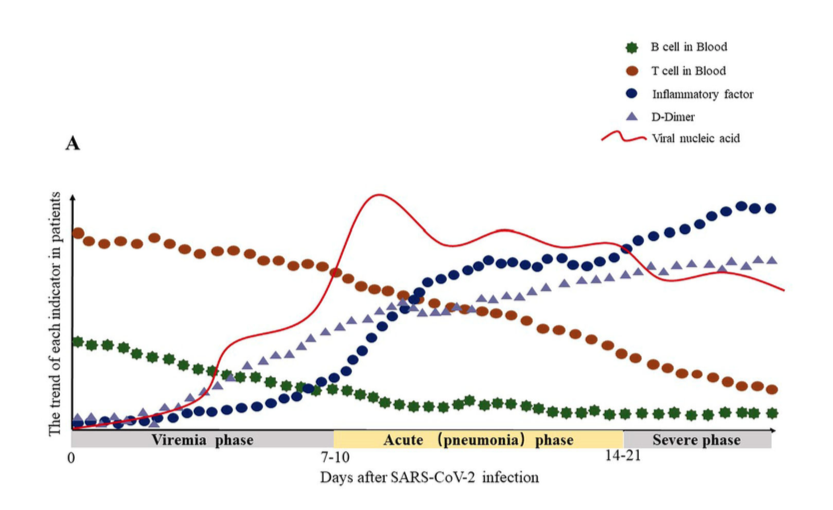 B cell in Blood
T cell in Blood
Inflammatory factor
D-Dimer
Viral nucleic acid
A
The trend of each indicator in patients
Viremia phase
Acute (pneumonia) phase
Severe phase
0
7-10
14-21
Days after SARS-CoV-2 infection